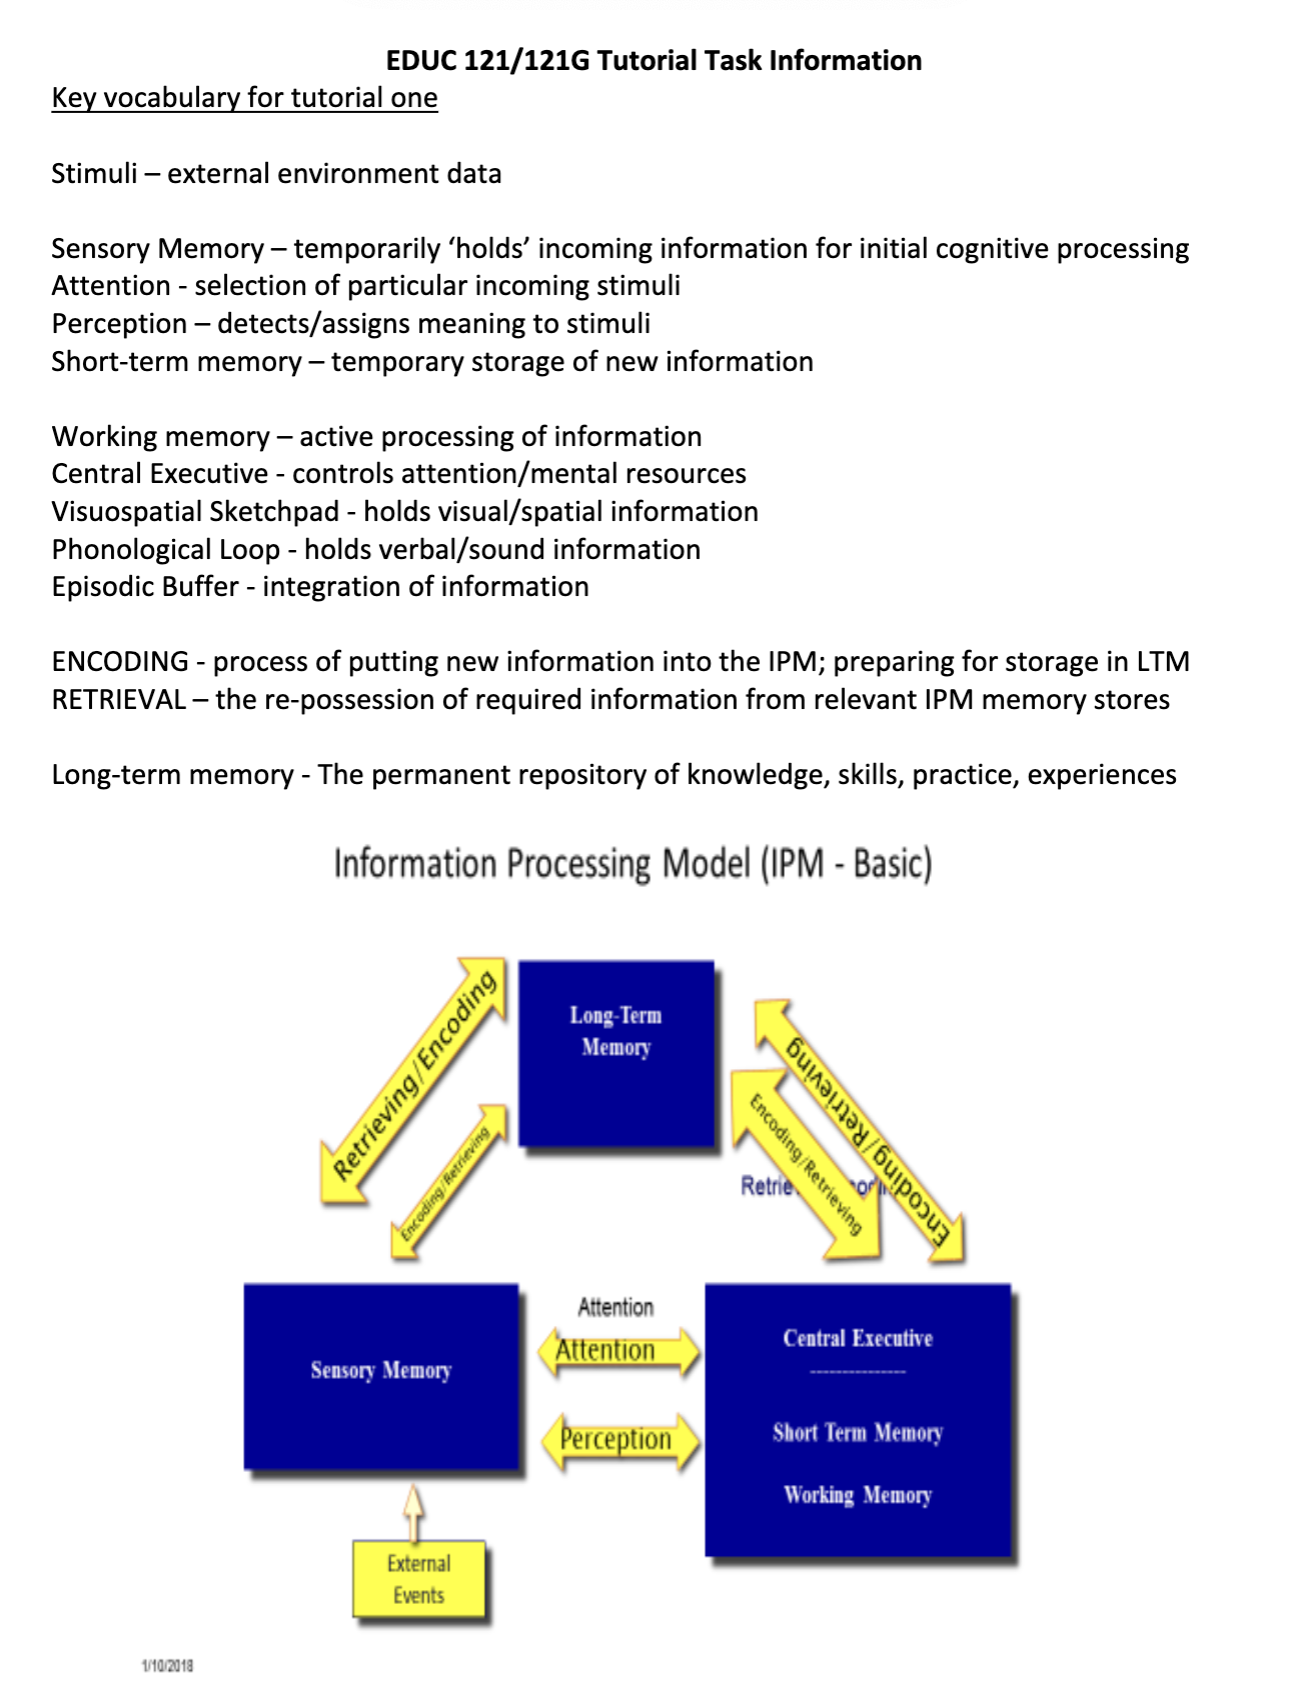 EDUC 121/121G Tutorial Task Information
Key vocabulary for tutorial one
Stimuli – external environment data
Sensory Memory – temporarily ‘holds’ incoming information for initial cognitive processing
Attention - selection of particular incoming stimuli
Perception – detects/assigns meaning to stimuli
Short-term memory – temporary storage of new information
Working memory – active processing of information
Central Executive - controls attention/mental resources
Visuospatial Sketchpad - holds visual/spatial information
Phonological Loop - holds verbal/sound information
Episodic Buffer - integration of information
ENCODING - process of putting new information into the IPM; preparing for storage in LTM
RETRIEVAL – the re-possession of required information from relevant IPM memory stores
Long-term memory - The permanent repository of knowledge, skills, practice, experiences
Information Processing Model (IPM - Basic)
Retrieving/Encoding
Encoding/Retrieving
Long-Term
Memory
Encoding/Retrieving
Encoding/Retrieving
Sensory Memory
Attention
Attention
Perception
Central Executive
---------------
Short Term Memory
Working Memory
External
Events
1/10/2018